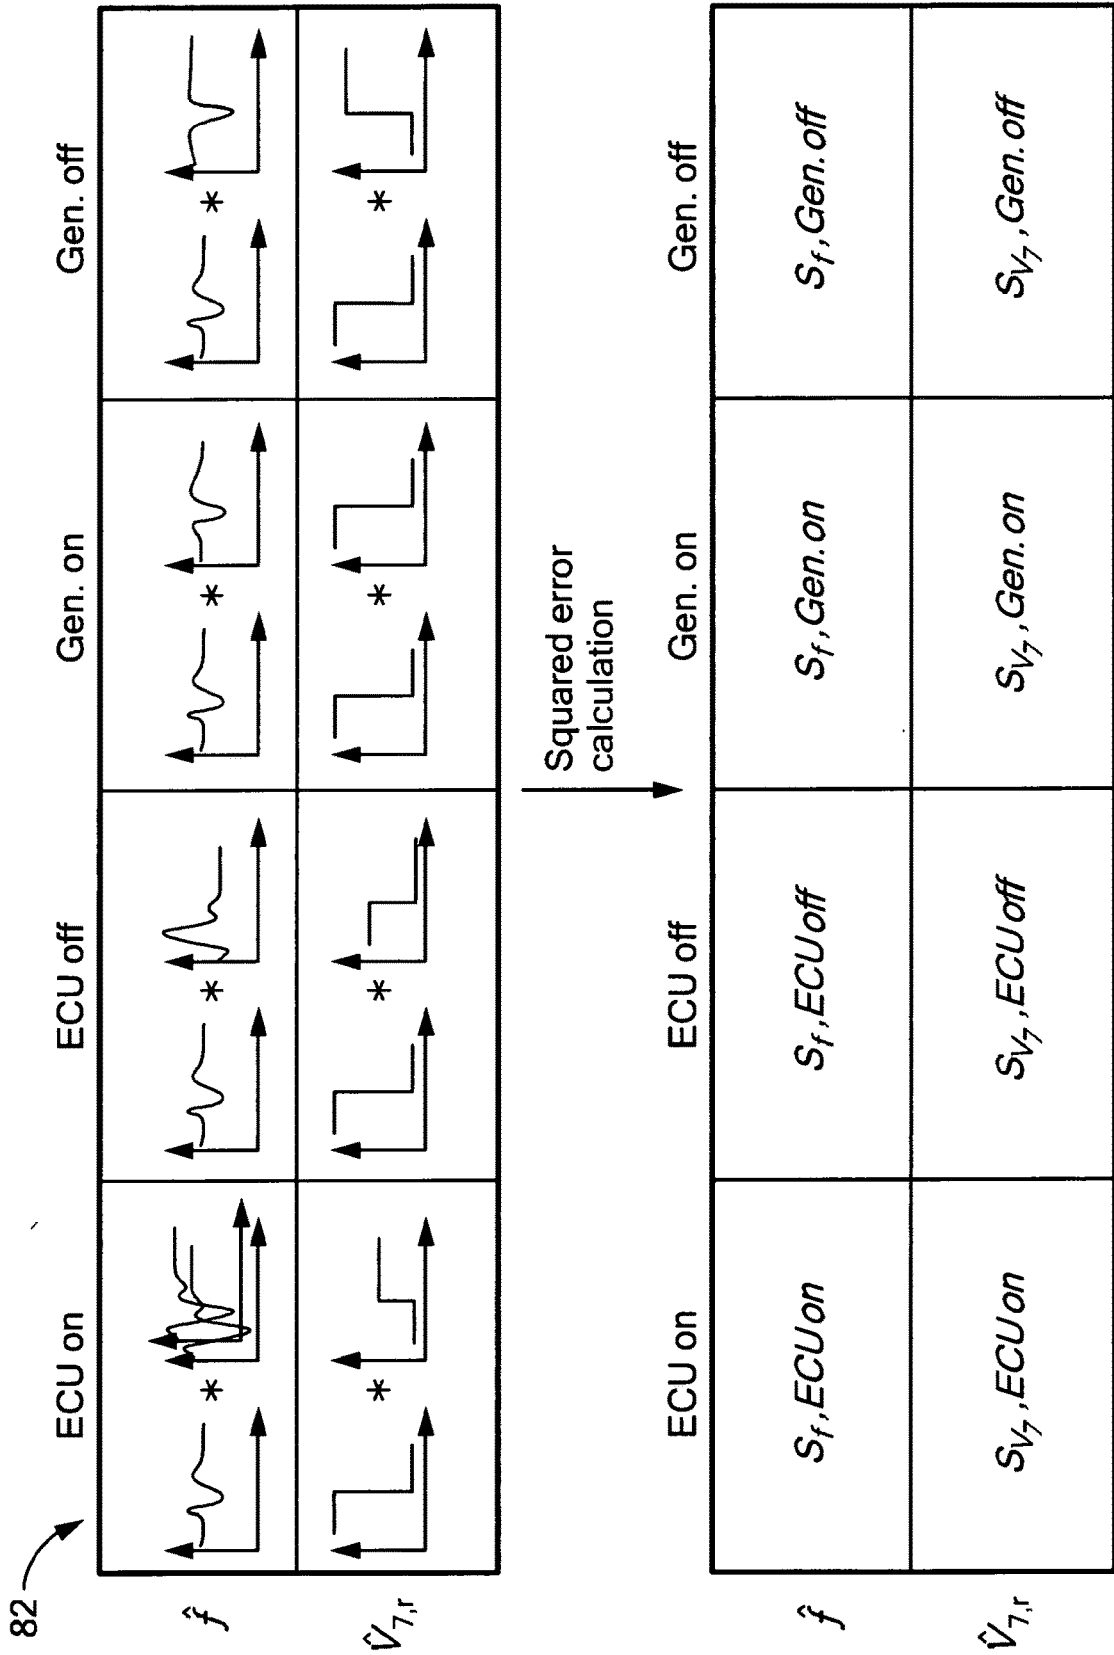 82
ECU on ECU off Gen. on Gen. off
f̂ * * * *
V̂7,r * * * *
Squared error
calculation
ECU on ECU off Gen. on Gen. off
f̂ Sf,ECU on Sf,ECU off Sf,Gen. on Sf,Gen. off
V̂7,r SV7,ECU on SV7,ECU off SV7,Gen. on SV7,Gen. off